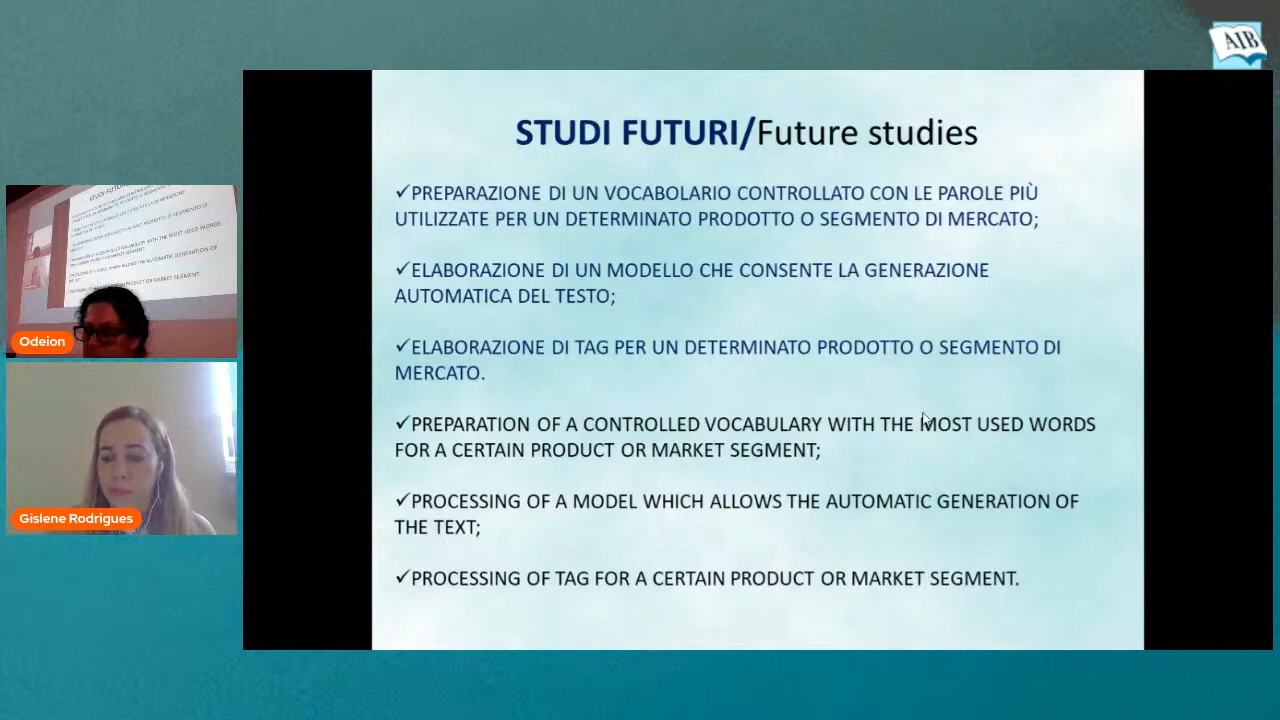 AIB
STUDI FUTURI/Future studies
✓PREPARAZIONE DI UN VOCABOLARIO CONTROLLATO CON LE PAROLE PIÙ
UTILIZZATE PER UN DETERMINATO PRODOTTO O SEGMENTO DI MERCATO;
✓ELABORAZIONE DI UN MODELLO CHE CONSENTE LA GENERAZIONE
AUTOMATICA DEL TESTO;
✓ELABORAZIONE DI TAG PER UN DETERMINATO PRODOTTO O SEGMENTO DI
MERCATO.
✓PREPARATION OF A CONTROLLED VOCABULARY WITH THE MOST USED WORDS
FOR A CERTAIN PRODUCT OR MARKET SEGMENT;
✓PROCESSING OF A MODEL WHICH ALLOWS THE AUTOMATIC GENERATION OF
THE TEXT;
✓PROCESSING OF TAG FOR A CERTAIN PRODUCT OR MARKET SEGMENT.
Odeion
Gislene Rodrigues